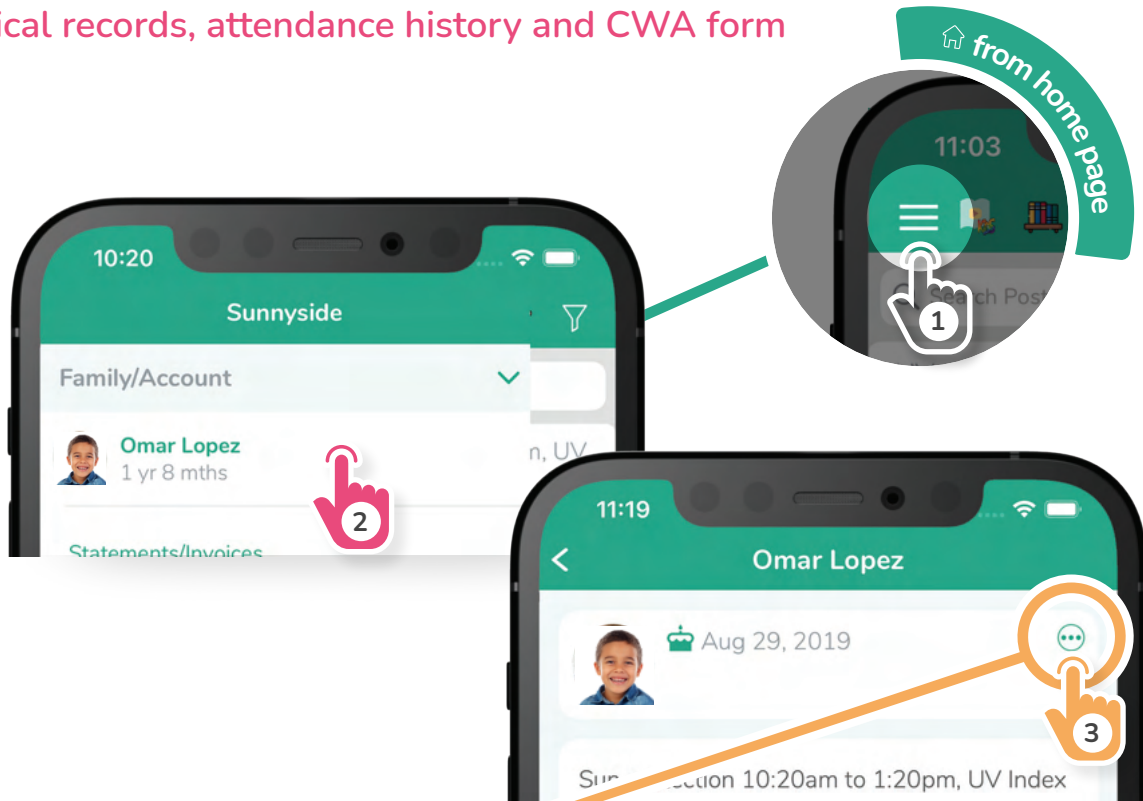 ical records, attendance history and CWA form
from home page
11:03
Search Post
1
10:20
Sunnyside
Family/Account
Omar Lopez
1 yr 8 mths
n, UV
2
Statements/Invoices
11:19
Omar Lopez
Aug 29, 2019
3
10:20am to 1:20pm, UV Index